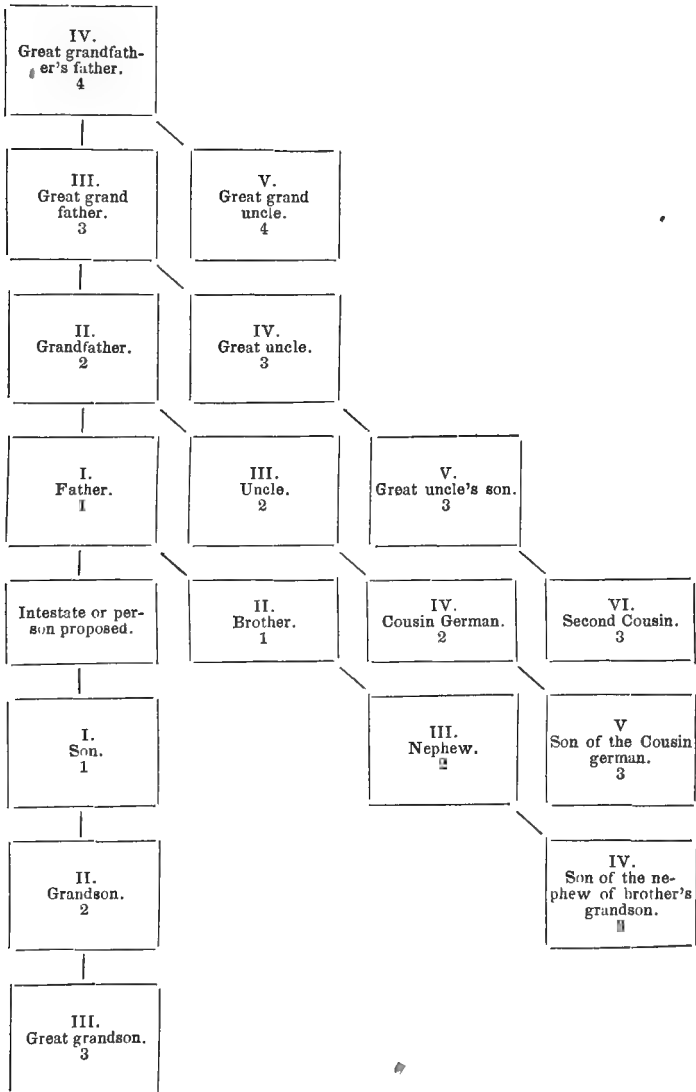 IV.
Great grandfath-
er's father.
4
III.
Great grand
father.
3
V.
Great grand
uncle.
4
II.
Grandfather.
2
IV.
Great uncle.
3
I.
Father.
1
III.
Uncle.
2
V.
Great uncle's son.
3
Intestate or per-
son proposed.
II.
Brother.
1
IV.
Cousin German.
2
VI.
Second Cousin.
3
I.
Son.
1
III.
Nephew.
2
V
Son of the Cousin
german.
3
II.
Grandson.
2
IV.
Son of the ne-
phew of brother's
grandson.
III.
Great grandson.
3